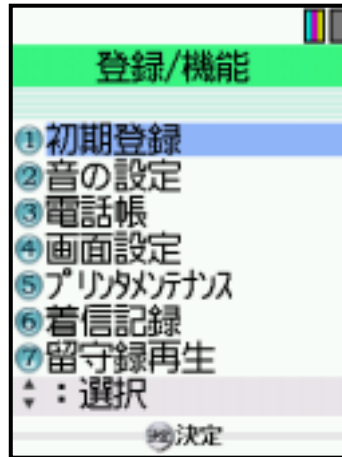 登録/機能
①初期登録
②音の設定
③電話帳
④画面設定
⑤プリンタメンテナンス
⑥着信記録
⑦留守録再生
▲▼：選択
決定